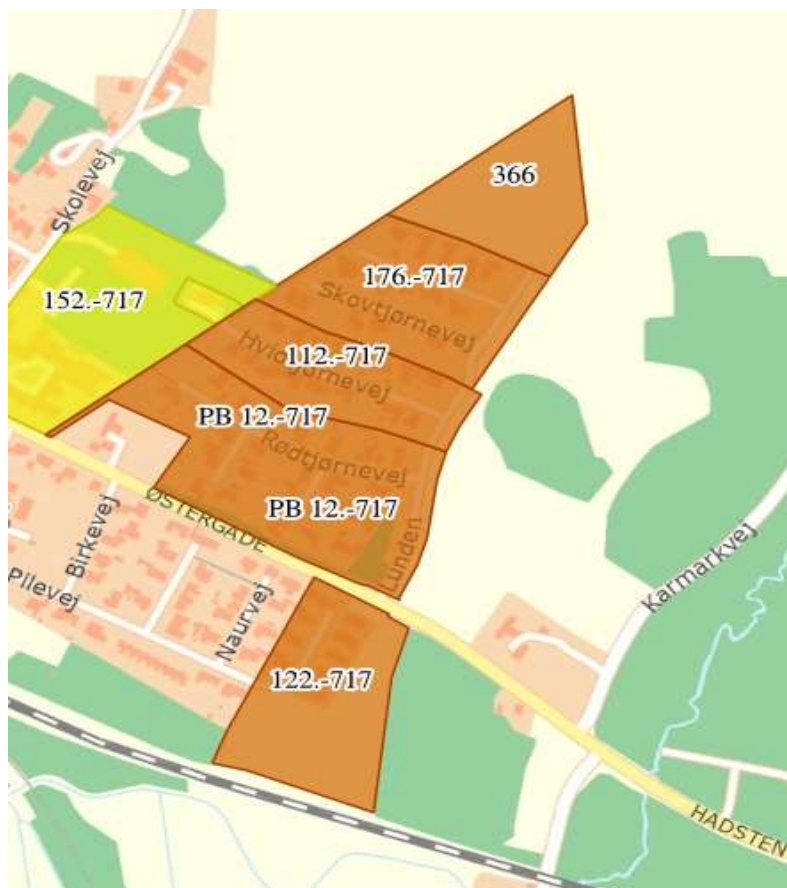 366
Skolevej
176.-717
152.-717
Skovtjørnevej
112.-717
Hvidtjørnevej
PB 12.-717
Rødtjørnevej
PB 12.-717
ØSTERGADE
Lunden
Birkevej
Karmarkvej
Pilevej
Naurvej
122.-717
HADSTEN